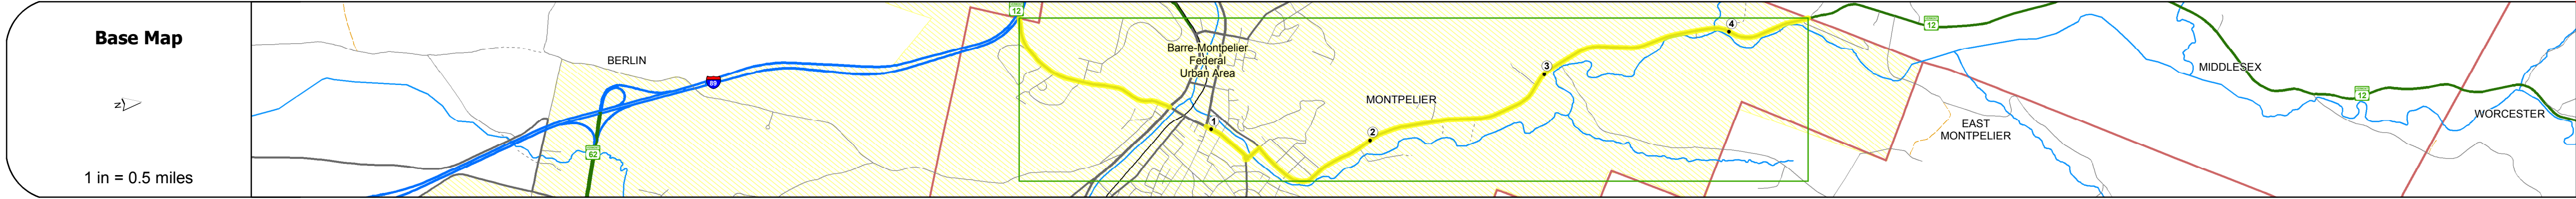 Base Map
N
1 in = 0.5 miles
BERLIN
62
89
12
Barre-Montpelier
Federal
Urban Area
1
2
MONTPELIER
3
4
12
EAST
MONTPELIER
MIDDLESEX
12
WORCESTER